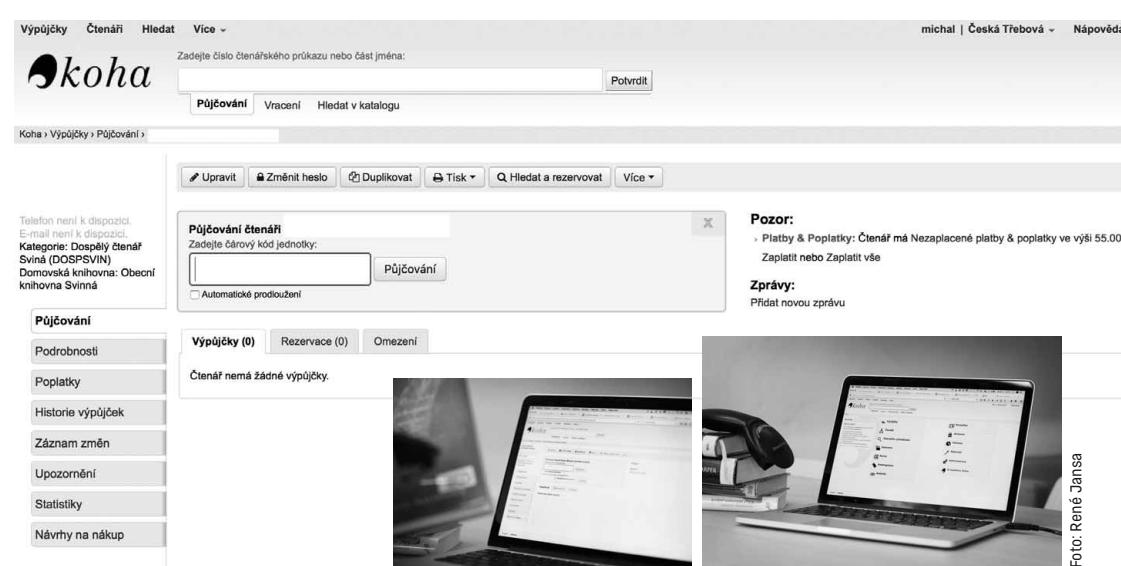 Výpůjčky Čtenáři Hledat Více
michal | Česká Třebová Nápověda
koha
Zadejte číslo čtenářského průkazu nebo část jména:
Potvrdit
Půjčování Vracení Hledat v katalogu
Koha › Výpůjčky › Půjčování ›
Upravit Změnit heslo Duplikovat Tisk Hledat a rezervovat Více
Telefon není k dispozici.
E-mail není k dispozici.
Kategorie: Dospělý čtenář
Sviná (DOSPSVIN)
Domovská knihovna: Obecní
knihovna Svinná
Půjčování
Podrobnosti
Poplatky
Historie výpůjček
Záznam změn
Upozornění
Statistiky
Návrhy na nákup
Půjčování čtenáři
Zadejte čárový kód jednotky:
Půjčování
Automatické prodloužení
Výpůjčky (0) Rezervace (0) Omezení
Čtenář nemá žádné výpůjčky.
Pozor:
› Platby & Poplatky: Čtenář má Nezaplacené platby & poplatky ve výši 55.00
Zaplatit nebo Zaplatit vše
Zprávy:
Přidat novou zprávu
Foto: René Jansa